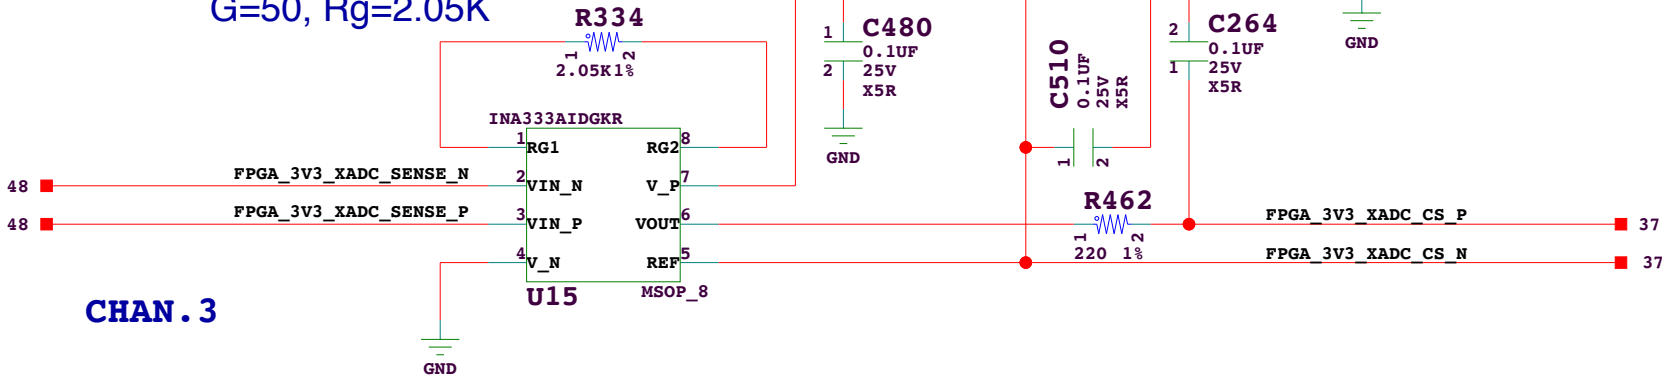 G=50, Rg=2.05K
R334
1 2
2.05K1%
1
C480
0.1UF
2
25V
X5R
GND
C510
0.1UF
25V
X5R
1 2
2
C264
0.1UF
1
25V
X5R
GND
INA333AIDGKR
1 RG1
RG2 8
48
FPGA_3V3_XADC_SENSE_N
2 VIN_N
V_P 7
48
FPGA_3V3_XADC_SENSE_P
3 VIN_P
VOUT 6
4 V_N
REF 5
U15
MSOP_8
R462
1 2
220 1%
FPGA_3V3_XADC_CS_P
37
FPGA_3V3_XADC_CS_N
37
CHAN.3
GND